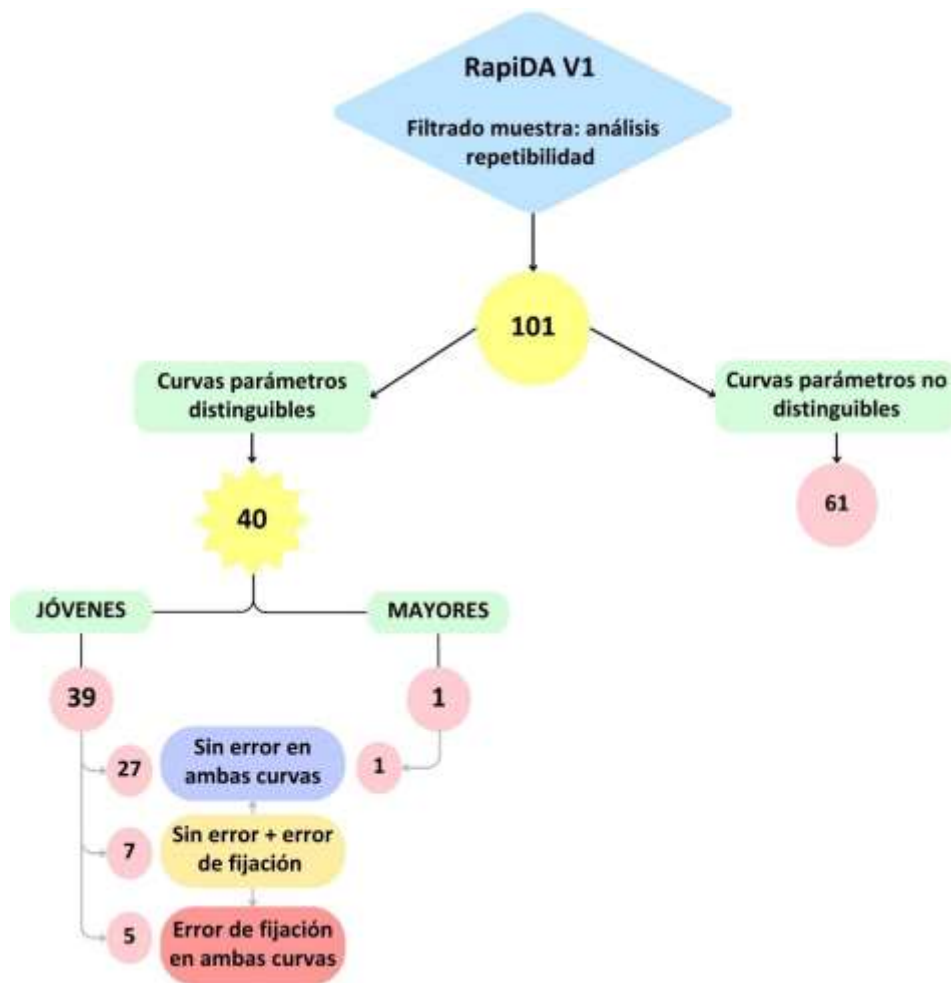 RapiDA V1
Filtrado muestra: análisis
repetibilidad
101
Curvas parámetros
distinguibles
Curvas parámetros no
distinguibles
40
61
JÓVENES
MAYORES
39
1
27
Sin error en
ambas curvas
1
7
Sin error + error
de fijación
5
Error de fijación
en ambas curvas